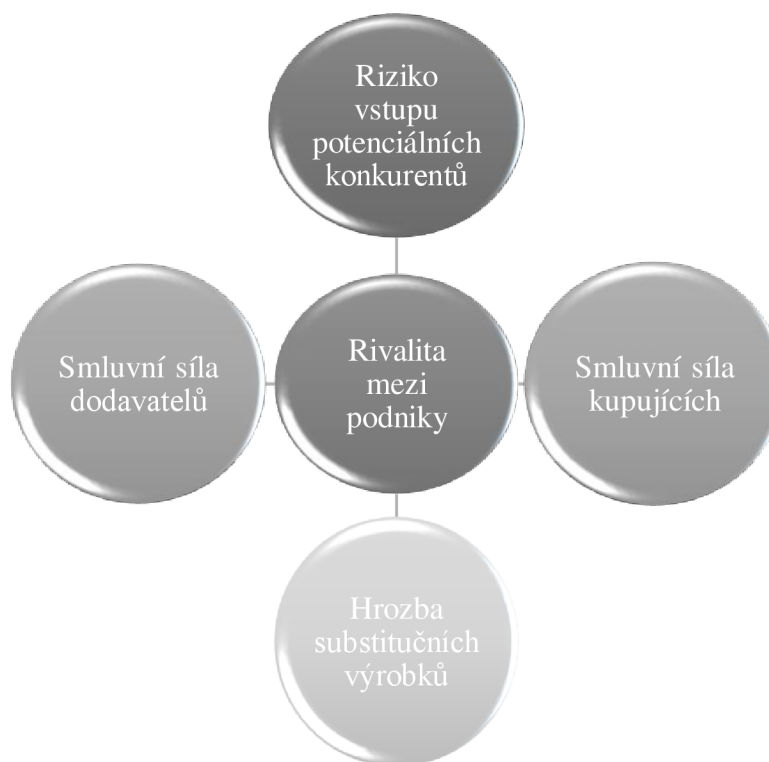 Riziko
vstupu
potenciálních
konkurentů
Smluvní síla
dodavatelů
Rivalita
mezi
podniky
Smluvní síla
kupujících
Hrozba
substitučních
výrobků